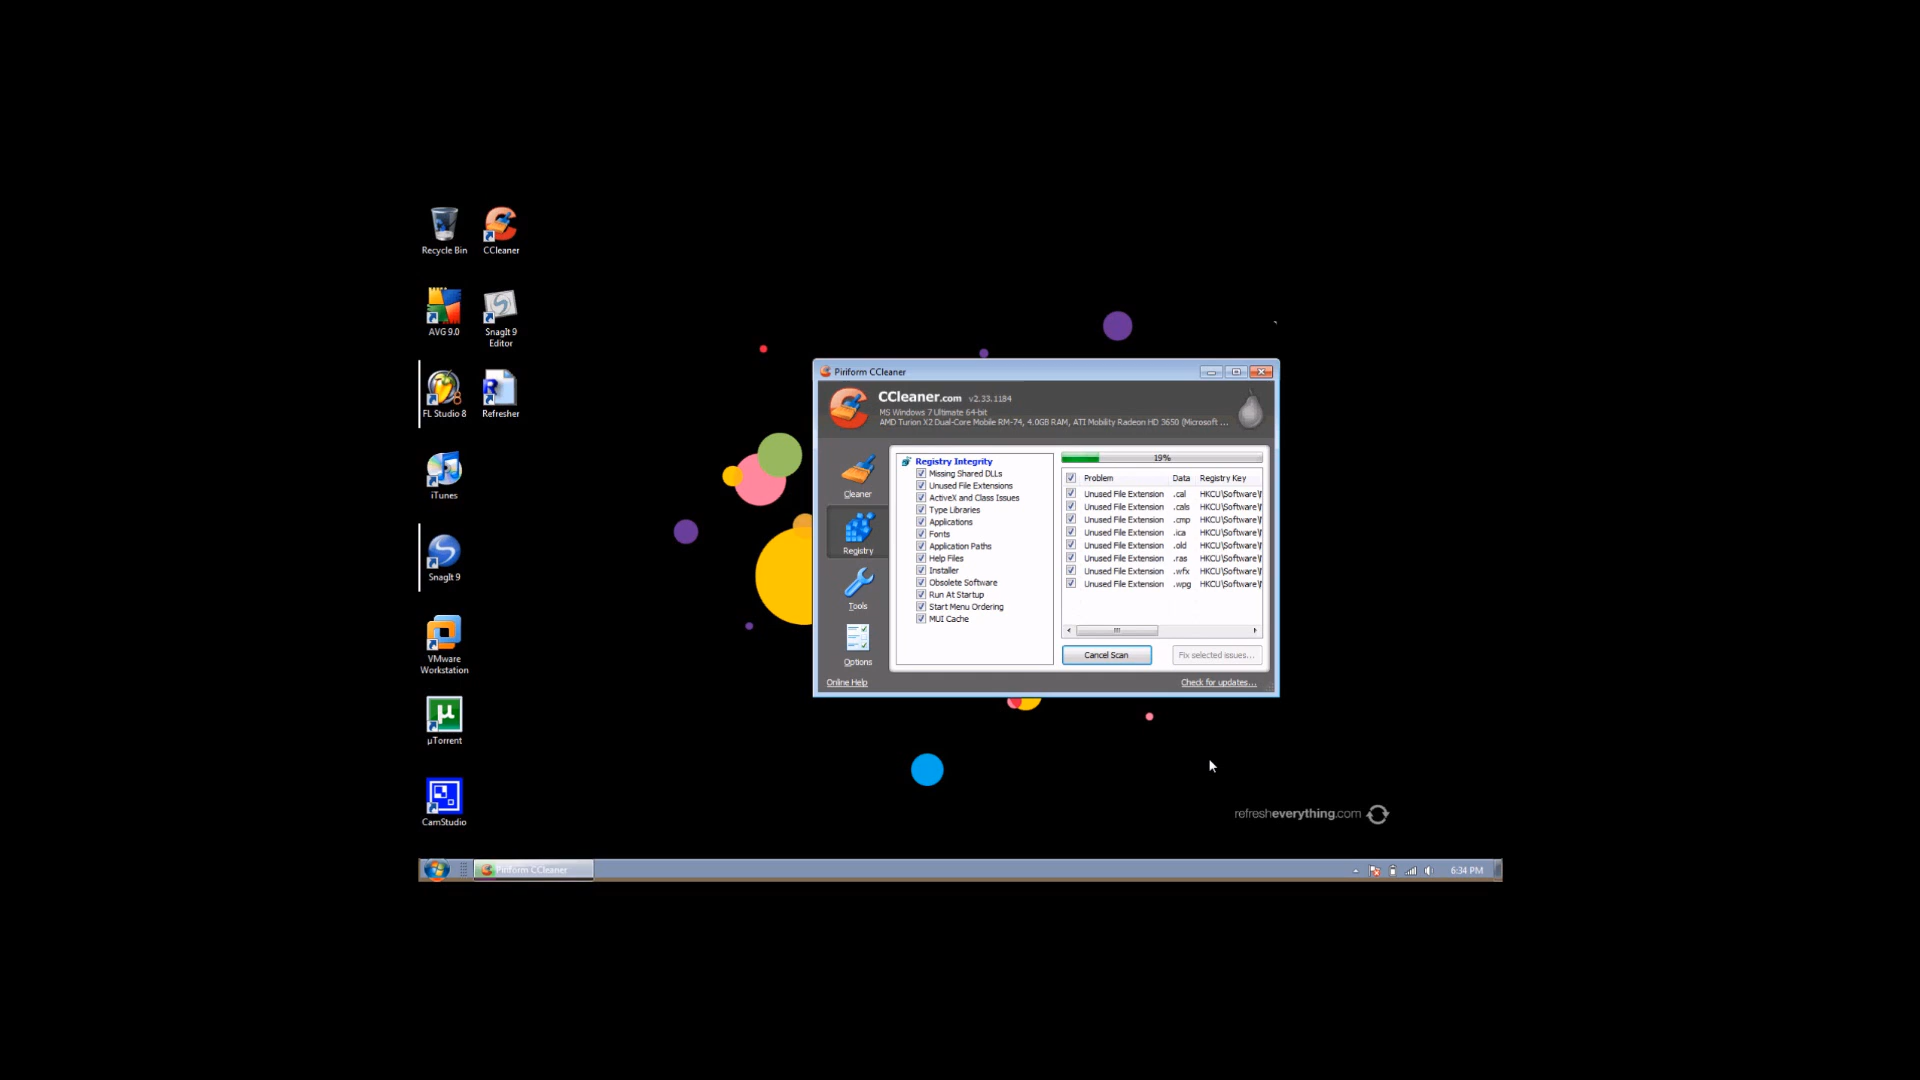 Recycle Bin
CCleaner
AVG 9.0
SnagIt 9
Editor
FL Studio 8
Refresher
iTunes
SnagIt 9
VMware
Workstation
µTorrent
CamStudio
Piriform CCleaner
CCleaner.com v2.33.1184
MS Windows 7 Ultimate 64-bit
AMD Turion X2 Dual-Core Mobile RM-74, 4.0GB RAM, ATI Mobility Radeon HD 3650 (Microsoft ...
Cleaner
Registry
Tools
Options
Registry Integrity
Missing Shared DLLs
Unused File Extensions
ActiveX and Class Issues
Type Libraries
Applications
Fonts
Application Paths
Help Files
Installer
Obsolete Software
Run At Startup
Start Menu Ordering
MUI Cache
19%
Problem Data Registry Key
Unused File Extension .cal HKCU\Software\
Unused File Extension .cals HKCU\Software\
Unused File Extension .cmp HKCU\Software\
Unused File Extension .ica HKCU\Software\
Unused File Extension .old HKCU\Software\
Unused File Extension .ras HKCU\Software\
Unused File Extension .wfx HKCU\Software\
Unused File Extension .wpg HKCU\Software\
Cancel Scan
Fix selected issues...
Online Help
Check for updates...
refresheverything.com
Piriform CCleaner
6:34 PM